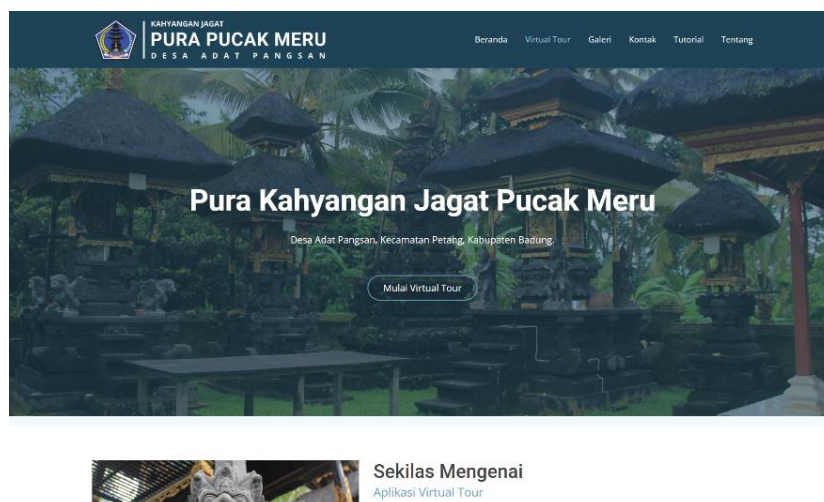 KAHYANGAN JAGAT
PURA PUCAK MERU
DESA ADAT PANGSAN
Beranda Virtual Tour Galeri Kontak Tutorial Tentang
Pura Kahyangan Jagat Pucak Meru
Desa Adat Pangsan, Kecamatan Petang, Kabupaten Badung.
Mulai Virtual Tour
Sekilas Mengenai
Aplikasi Virtual Tour